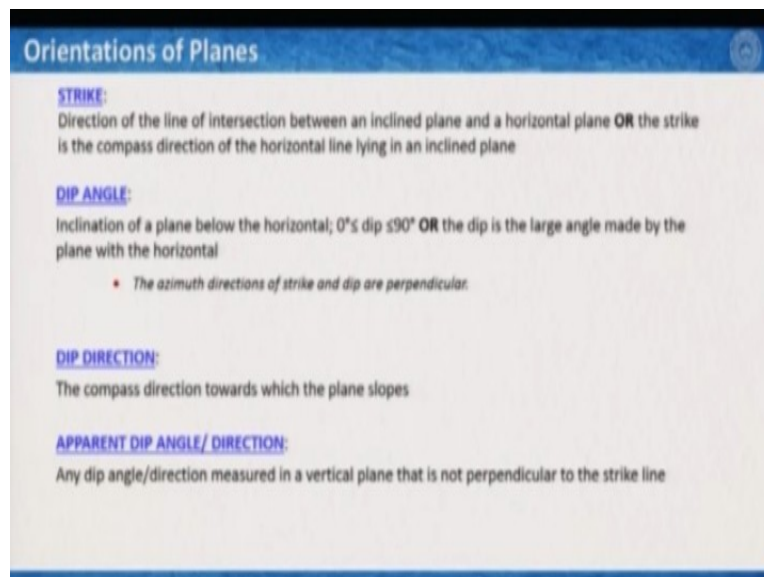 Orientations of Planes
STRIKE:
Direction of the line of intersection between an inclined plane and a horizontal plane OR the strike
is the compass direction of the horizontal line lying in an inclined plane
DIP ANGLE:
Inclination of a plane below the horizontal; 0°≤ dip ≤90° OR the dip is the large angle made by the
plane with the horizontal
• The azimuth directions of strike and dip are perpendicular.
DIP DIRECTION:
The compass direction towards which the plane slopes
APPARENT DIP ANGLE/ DIRECTION:
Any dip angle/direction measured in a vertical plane that is not perpendicular to the strike line